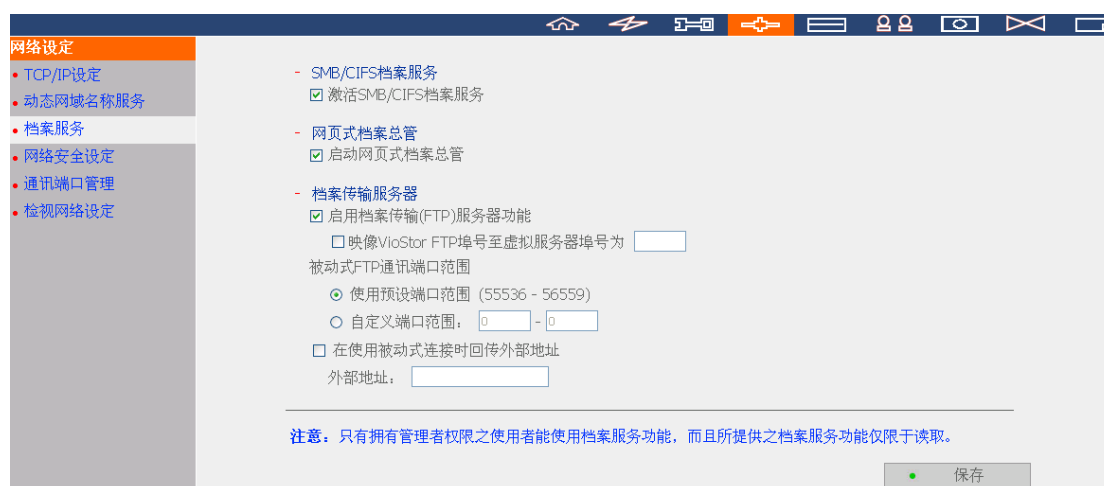 网络设定
TCP/IP设定
动态网域名称服务
档案服务
网络安全设定
通讯端口管理
检视网络设定
- SMB/CIFS档案服务
激活SMB/CIFS档案服务
- 网页式档案总管
启动网页式档案总管
- 档案传输服务器
启用档案传输(FTP)服务器功能
映像VioStor FTP埠号至虚拟服务器埠号为
被动式FTP通讯端口范围
使用预设端口范围 (55536 - 56559)
自定义端口范围： 0 - 0
在使用被动式连接时回传外部地址
外部地址：
注意：只有拥有管理者权限之使用者能使用档案服务功能，而且所提供之档案服务功能仅限于读取。
保存